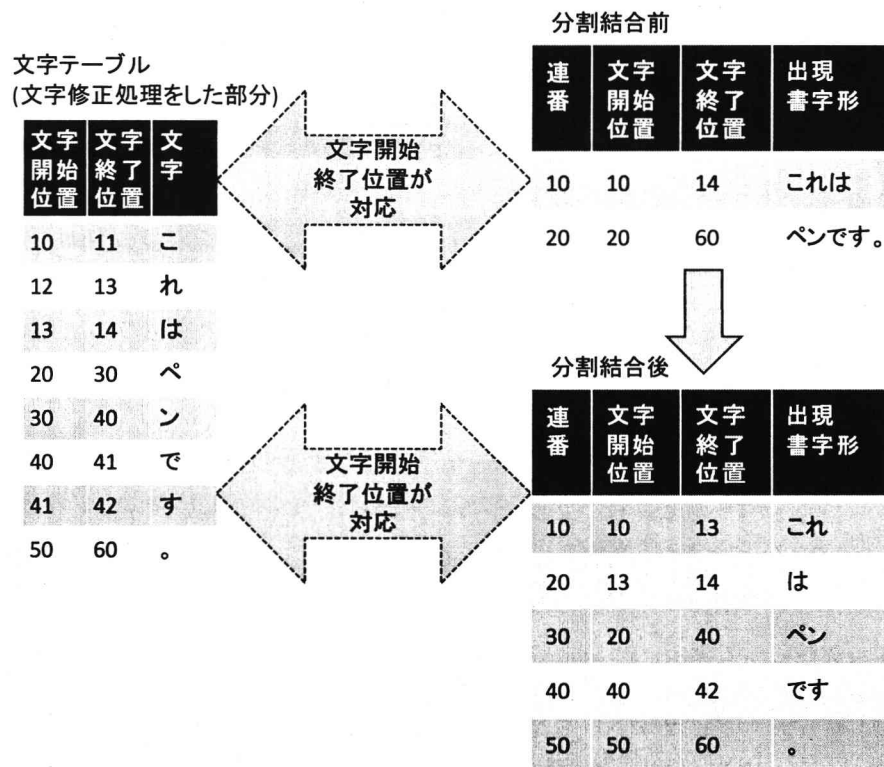 文字テーブル
(文字修正処理をした部分)
文字開始位置 文字終了位置 文字
10 11 こ
12 13 れ
13 14 は
20 30 ペ
30 40 ン
40 41 で
41 42 す
50 60 。
文字開始
終了位置が
対応
文字開始
終了位置が
対応
分割結合前
連番 文字開始位置 文字終了位置 出現書字形
10 10 14 これは
20 20 60 ペンです。
分割結合後
連番 文字開始位置 文字終了位置 出現書字形
10 10 13 これ
20 13 14 は
30 20 40 ペン
40 40 42 です
50 50 60 。